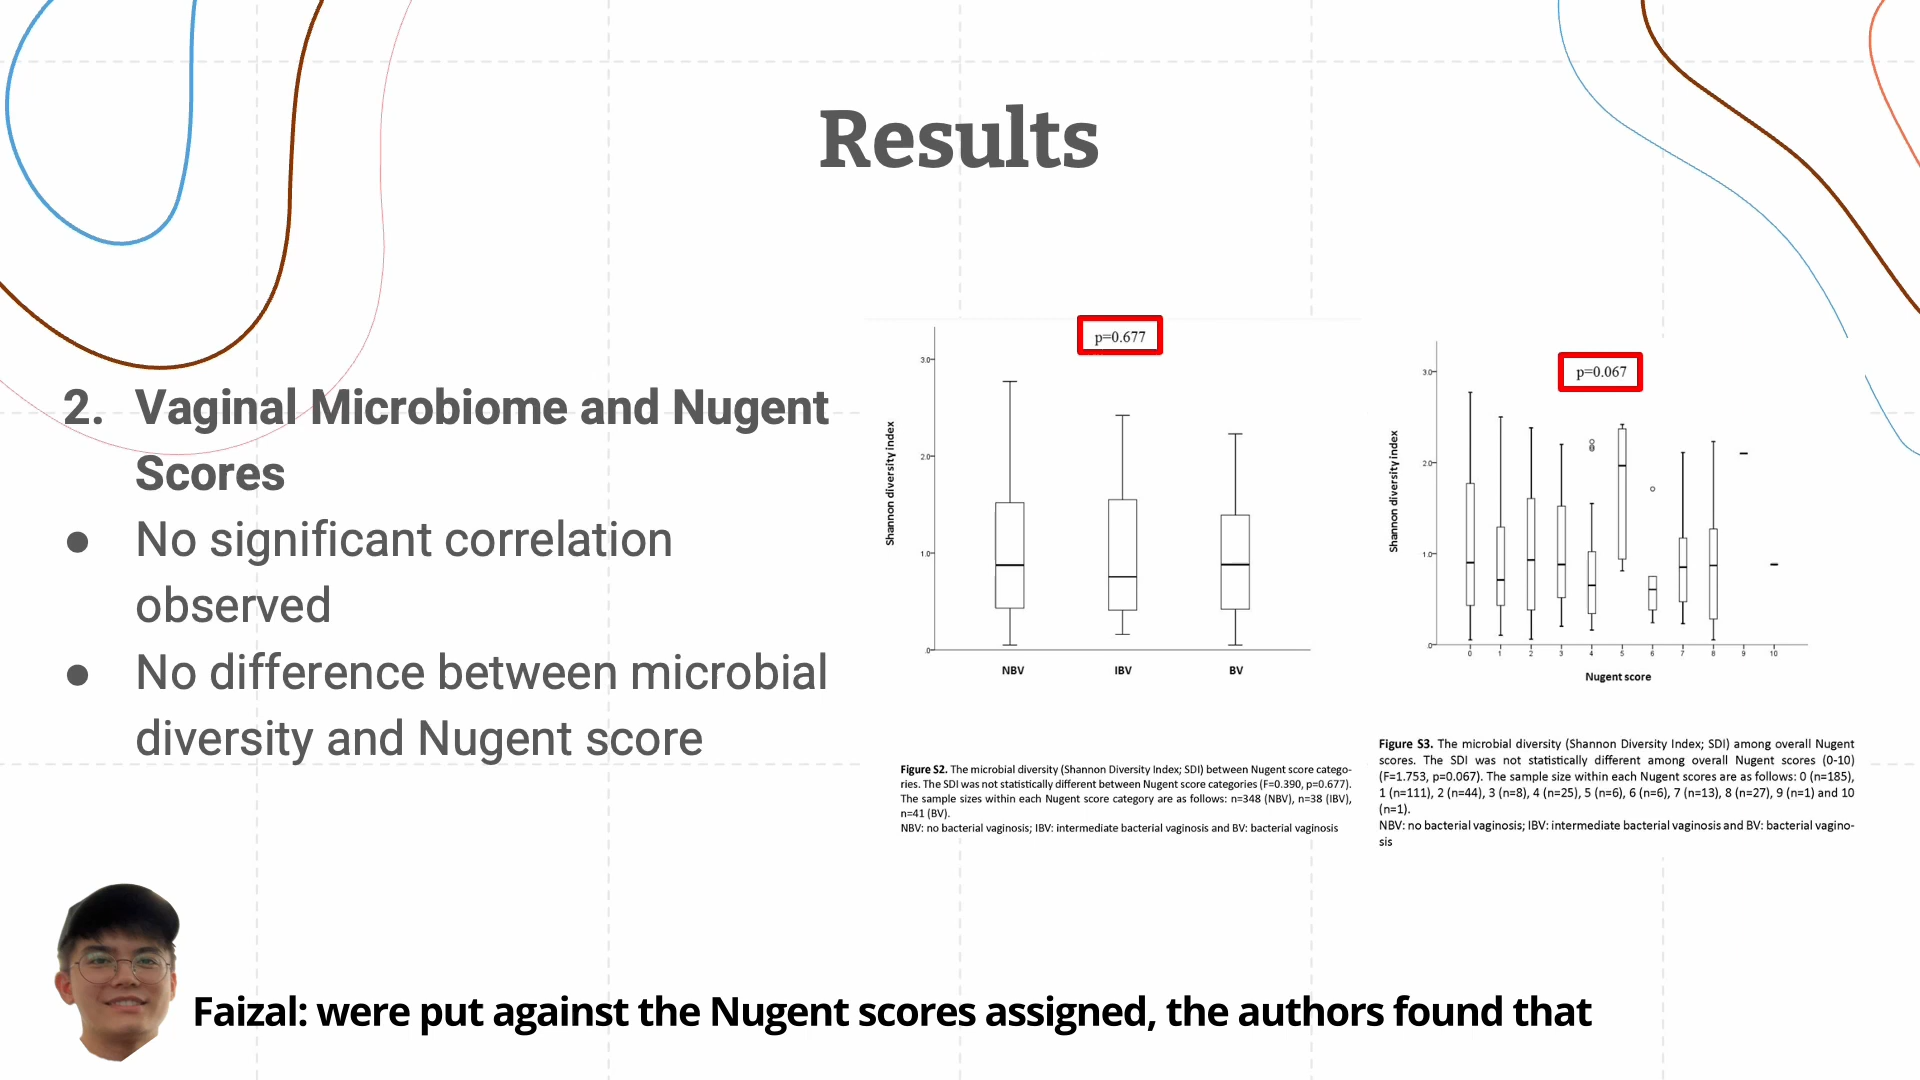 Results
2. Vaginal Microbiome and Nugent
Scores
● No significant correlation
observed
● No difference between microbial
diversity and Nugent score
p=0.677
3.0
2.0
1.0
.0
Shannon diversity index
NBV IBV BV
Figure S2. The microbial diversity (Shannon Diversity Index; SDI) between Nugent score catego-
ries. The SDI was not statistically different between Nugent score categories (F=0.390, p=0.677).
The sample sizes within each Nugent score category are as follows: n=348 (NBV), n=38 (IBV),
n=41 (BV).
NBV: no bacterial vaginosis; IBV: intermediate bacterial vaginosis and BV: bacterial vaginosis
p=0.067
3.0
2.0
1.0
.0
Shannon diversity index
0 1 2 3 4 5 6 7 8 9 10
Nugent score
Figure S3. The microbial diversity (Shannon Diversity Index; SDI) among overall Nugent
scores. The SDI was not statistically different among overall Nugent scores (0-10)
(F=1.753, p=0.067). The sample size within each Nugent scores are as follows: 0 (n=185),
1 (n=111), 2 (n=44), 3 (n=8), 4 (n=25), 5 (n=6), 6 (n=6), 7 (n=13), 8 (n=27), 9 (n=1) and 10
(n=1).
NBV: no bacterial vaginosis; IBV: intermediate bacterial vaginosis and BV: bacterial vagino-
sis
Faizal: were put against the Nugent scores assigned, the authors found that